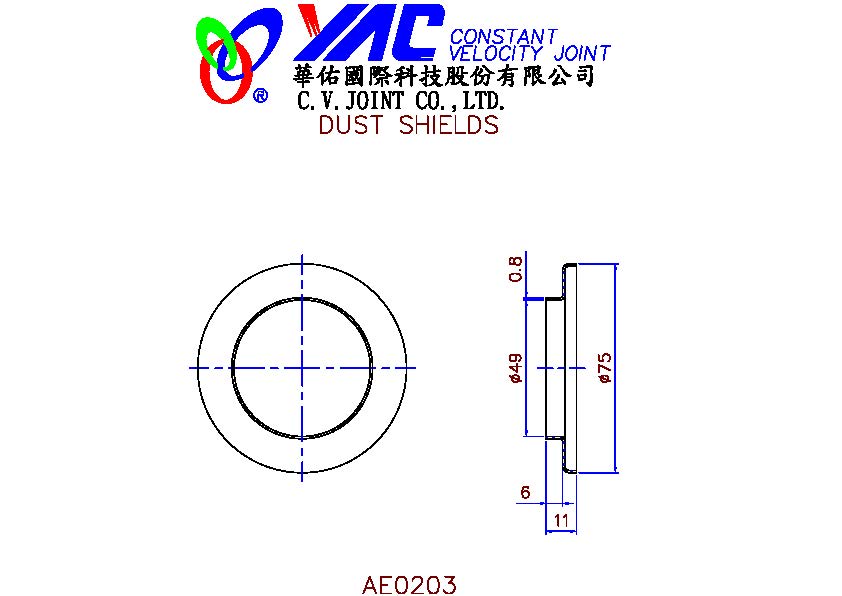 YAC CONSTANT
VELOCITY JOINT
華佑國際科技股份有限公司
® C.V.JOINT CO.,LTD.
DUST SHIELDS
0.8
ø49
ø75
6
11
AE0203